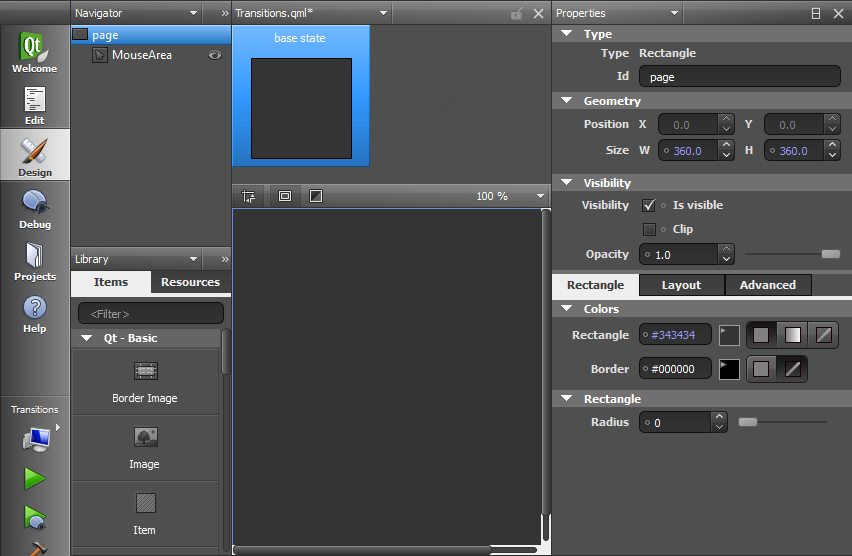 Navigator
Transitions.qml*
Properties
Qt
Welcome
Edit
Design
Debug
Projects
Help
Transitions
page
MouseArea
Library
Items Resources
<Filter>
Qt - Basic
Border Image
Image
Item
base state
100 %
Type
Type Rectangle
Id page
Geometry
Position X 0.0 Y 0.0
Size W 360.0 H 360.0
Visibility
Visibility Is visible
Clip
Opacity 1.0
Rectangle Layout Advanced
Colors
Rectangle #343434
Border #000000
Rectangle
Radius 0